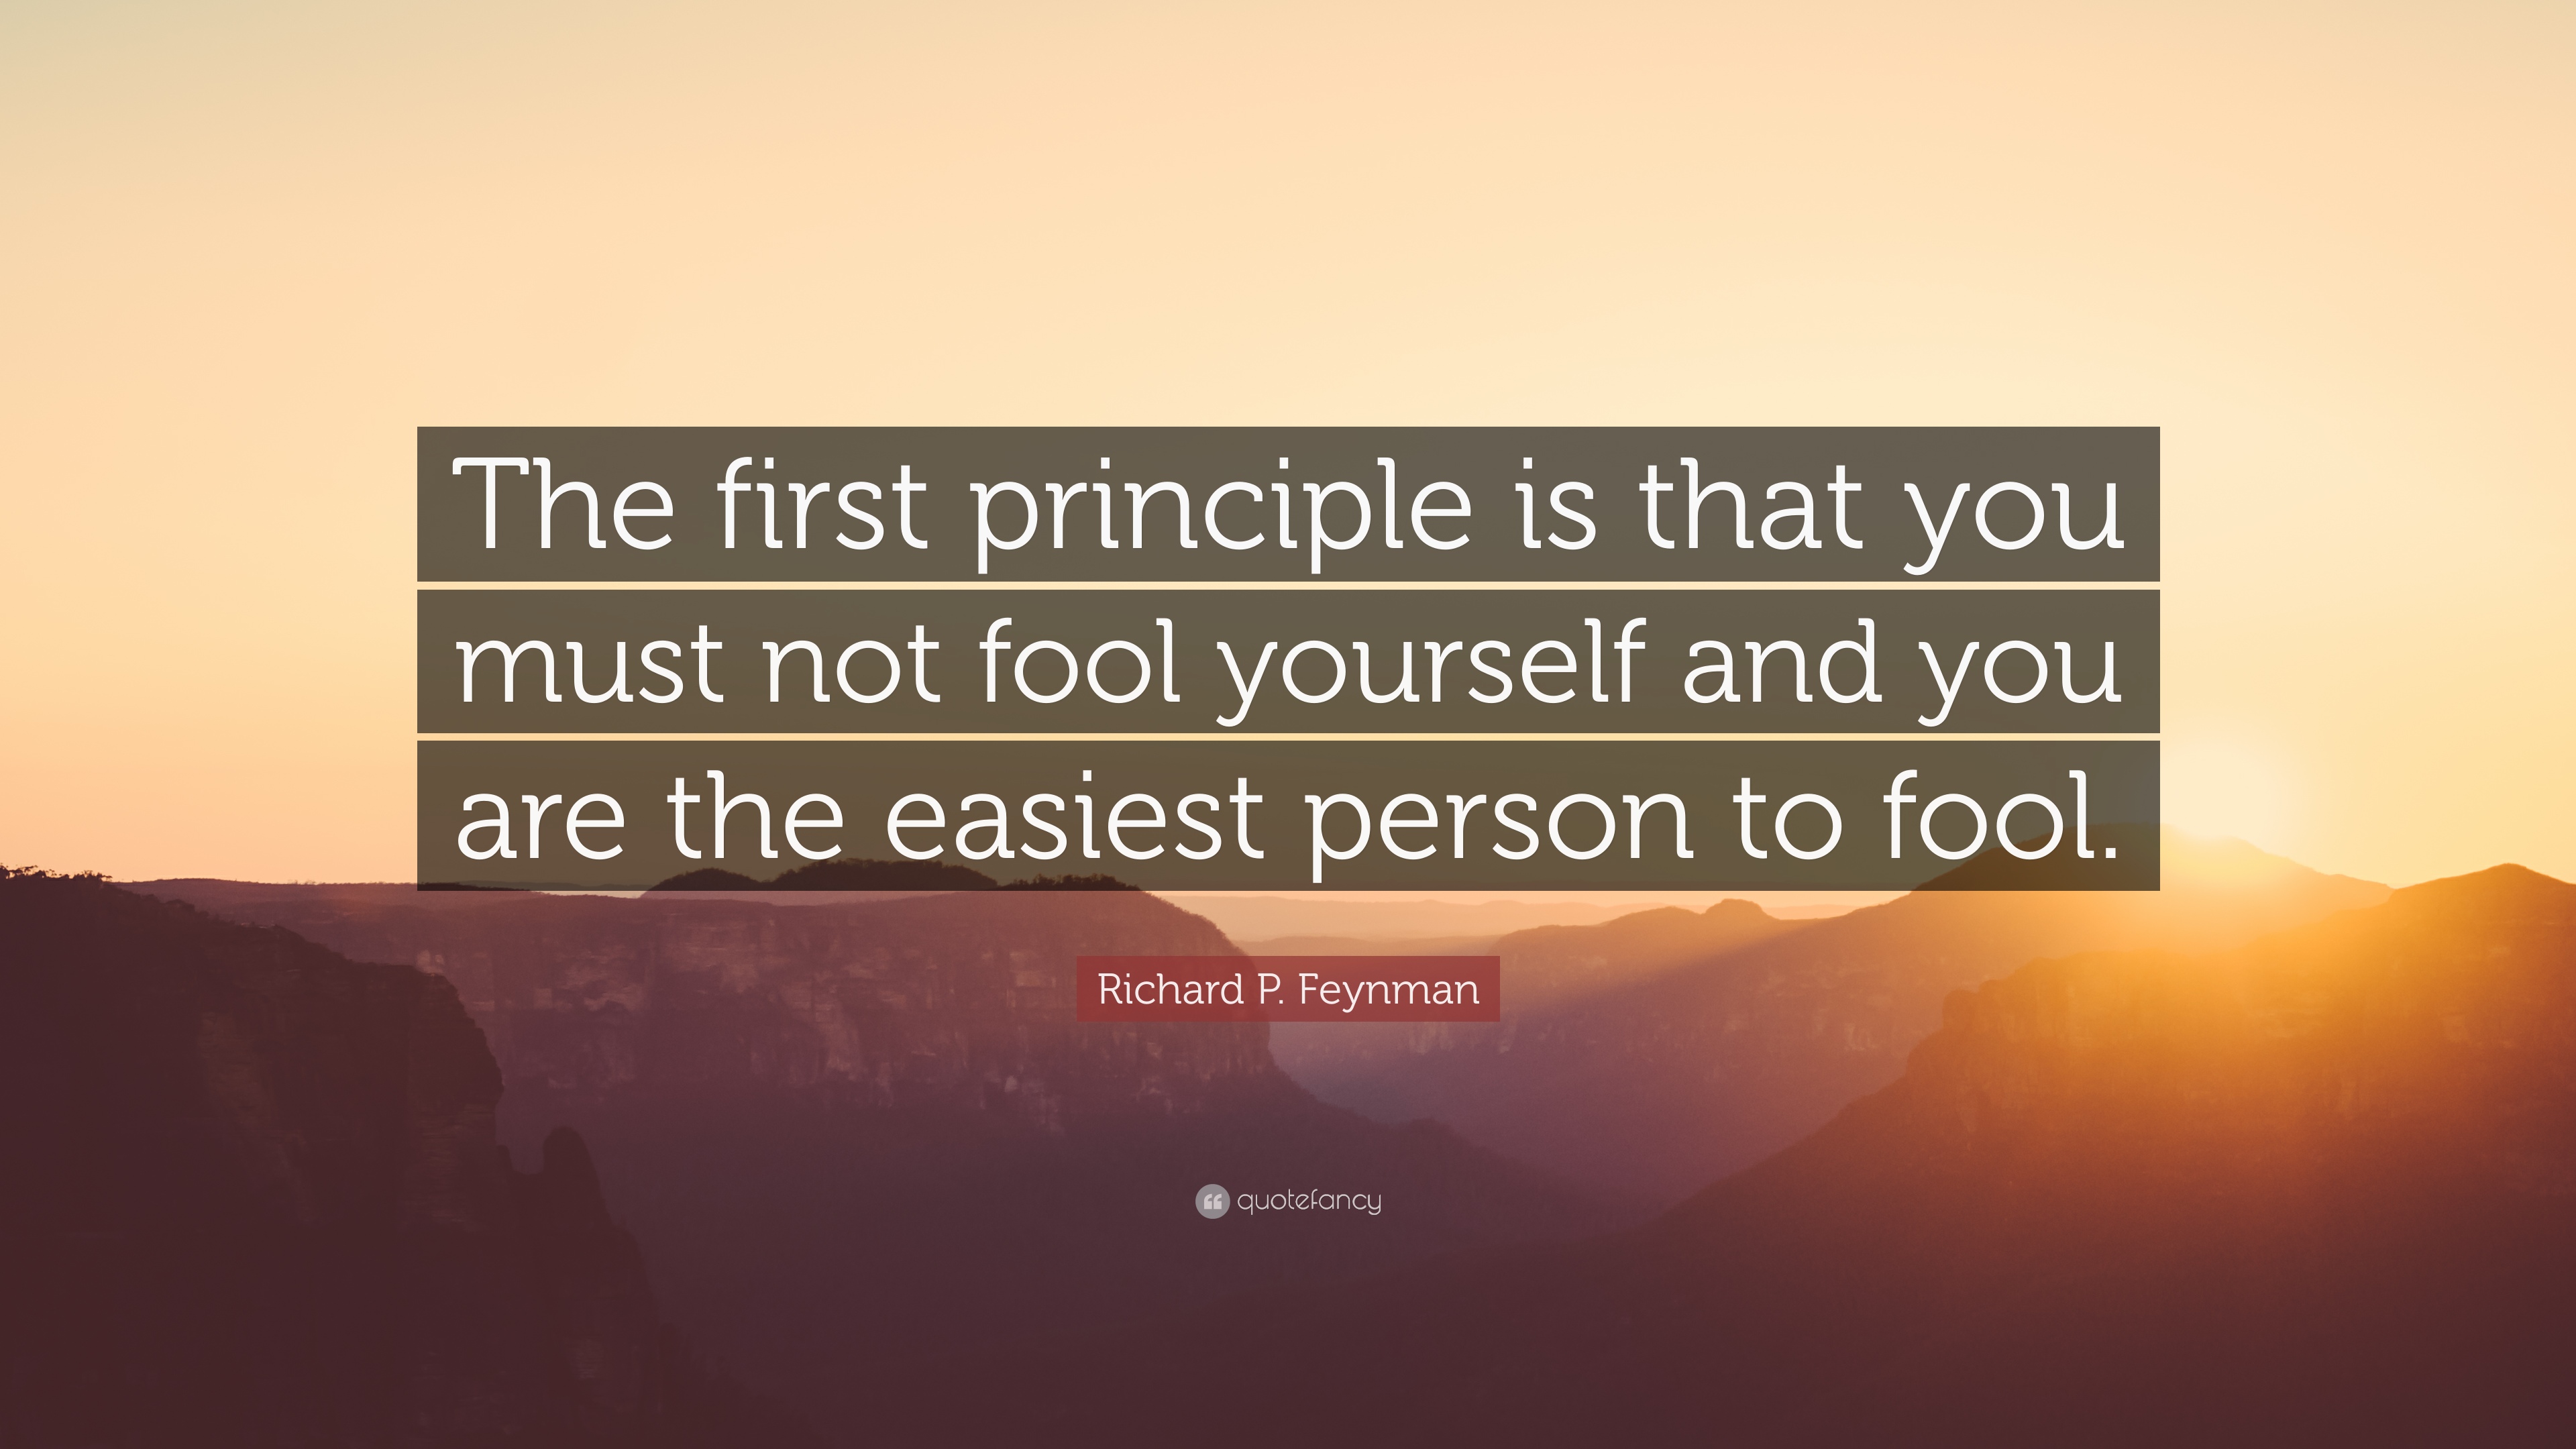 The first principle is that you
must not fool yourself and you
are the easiest person to fool.
Richard P. Feynman
quotefancy